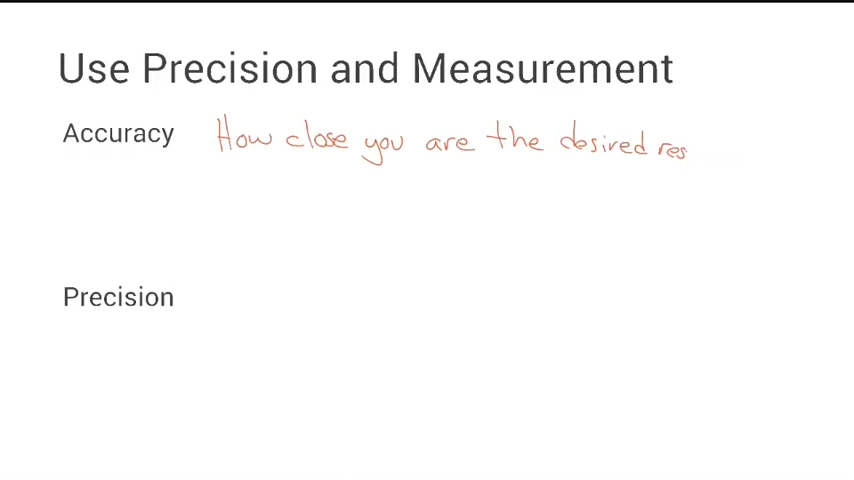 Use Precision and Measurement
Accuracy How close you are the desired res
Precision